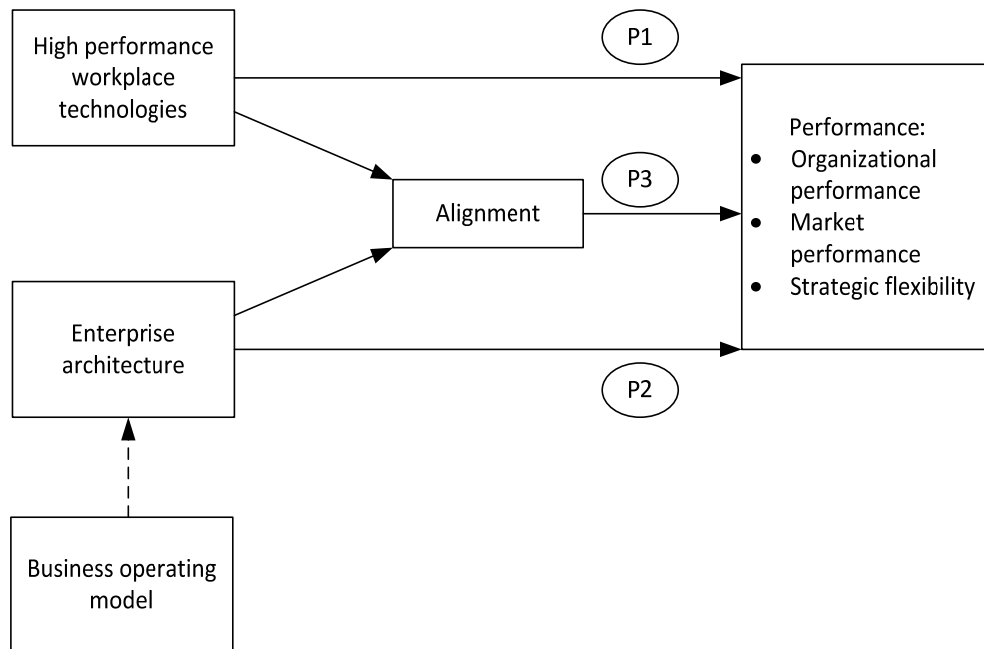 High performance
workplace
technologies
P1
Performance:
• Organizational
performance
• Market
performance
• Strategic flexibility
P3
Alignment
Enterprise
architecture
P2
Business operating
model